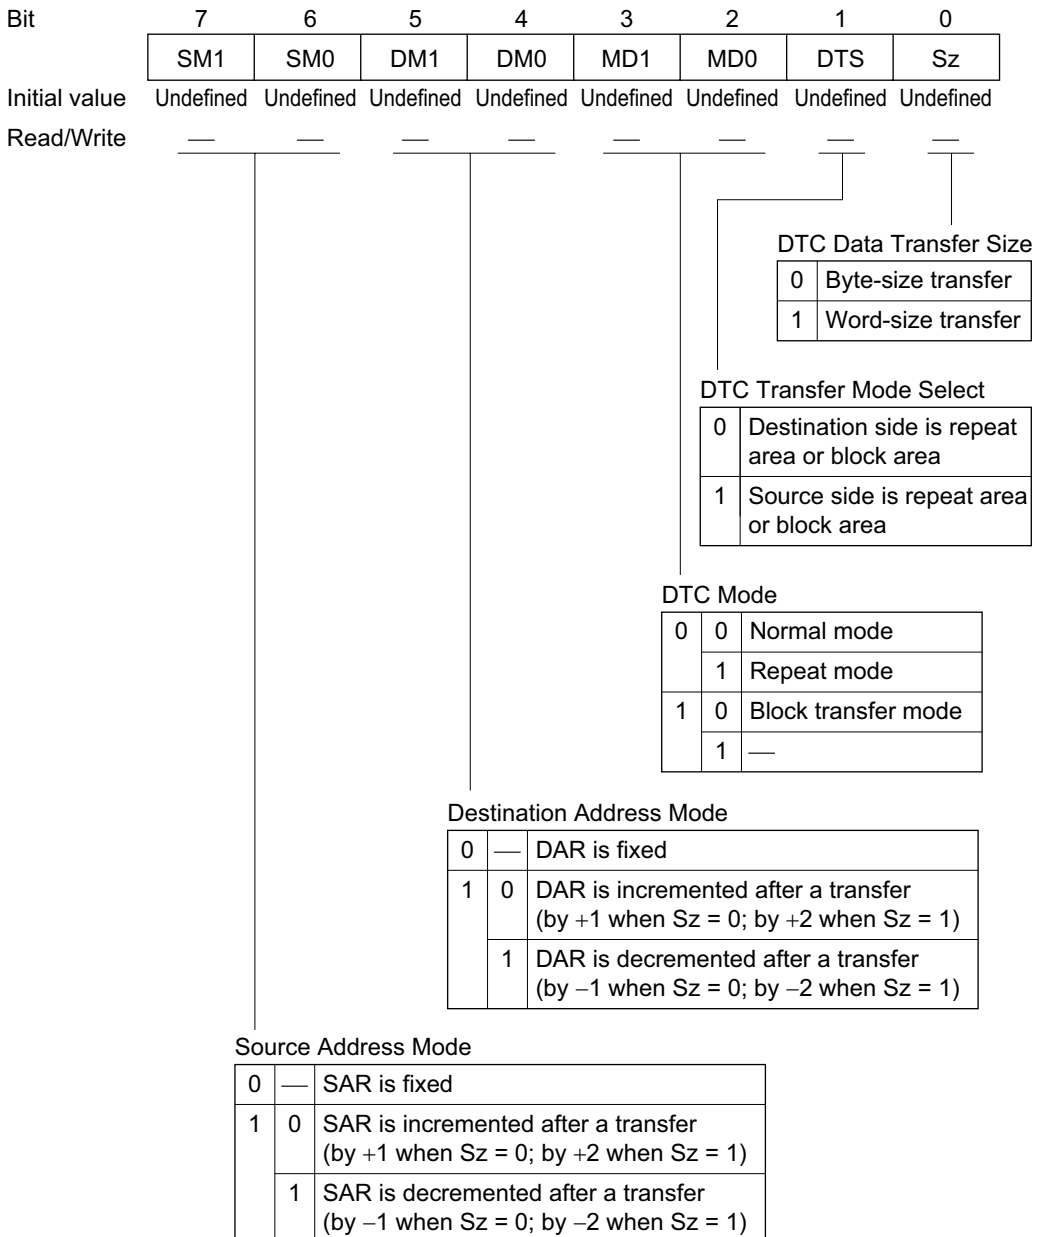 Bit 7 6 5 4 3 2 1 0
SM1 SM0 DM1 DM0 MD1 MD0 DTS Sz
Initial value Undefined Undefined Undefined Undefined Undefined Undefined Undefined Undefined
Read/Write — — — — — — — —
DTC Data Transfer Size
0 Byte-size transfer
1 Word-size transfer
DTC Transfer Mode Select
0 Destination side is repeat
area or block area
1 Source side is repeat area
or block area
DTC Mode
0 0 Normal mode
1 Repeat mode
1 0 Block transfer mode
1 —
Destination Address Mode
0 — DAR is fixed
1 0 DAR is incremented after a transfer
(by +1 when Sz = 0; by +2 when Sz = 1)
1 DAR is decremented after a transfer
(by −1 when Sz = 0; by −2 when Sz = 1)
Source Address Mode
0 — SAR is fixed
1 0 SAR is incremented after a transfer
(by +1 when Sz = 0; by +2 when Sz = 1)
1 SAR is decremented after a transfer
(by −1 when Sz = 0; by −2 when Sz = 1)